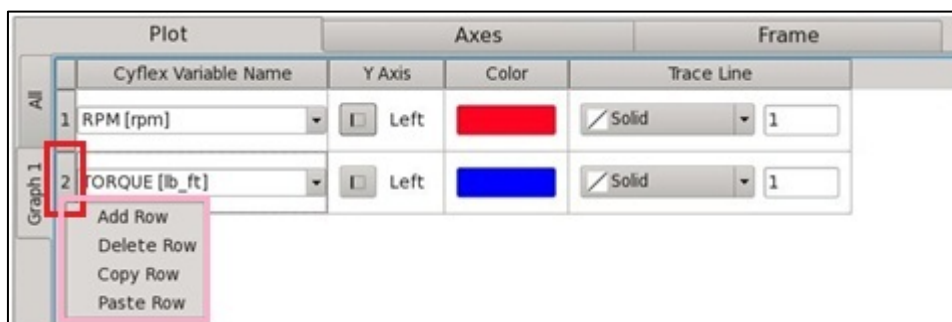 Plot Axes Frame
Cyflex Variable Name Y Axis Color Trace Line
All
1 RPM [rpm] Left Solid 1
Graph 1
2 TORQUE [lb_ft] Left Solid 1
Add Row
Delete Row
Copy Row
Paste Row